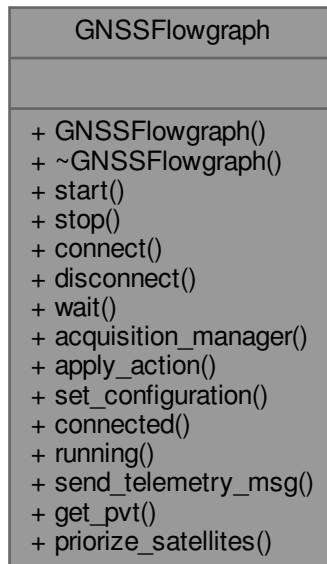 GNSSFlowgraph
+ GNSSFlowgraph()
+ ~GNSSFlowgraph()
+ start()
+ stop()
+ connect()
+ disconnect()
+ wait()
+ acquisition_manager()
+ apply_action()
+ set_configuration()
+ connected()
+ running()
+ send_telemetry_msg()
+ get_pvt()
+ priorize_satellites()